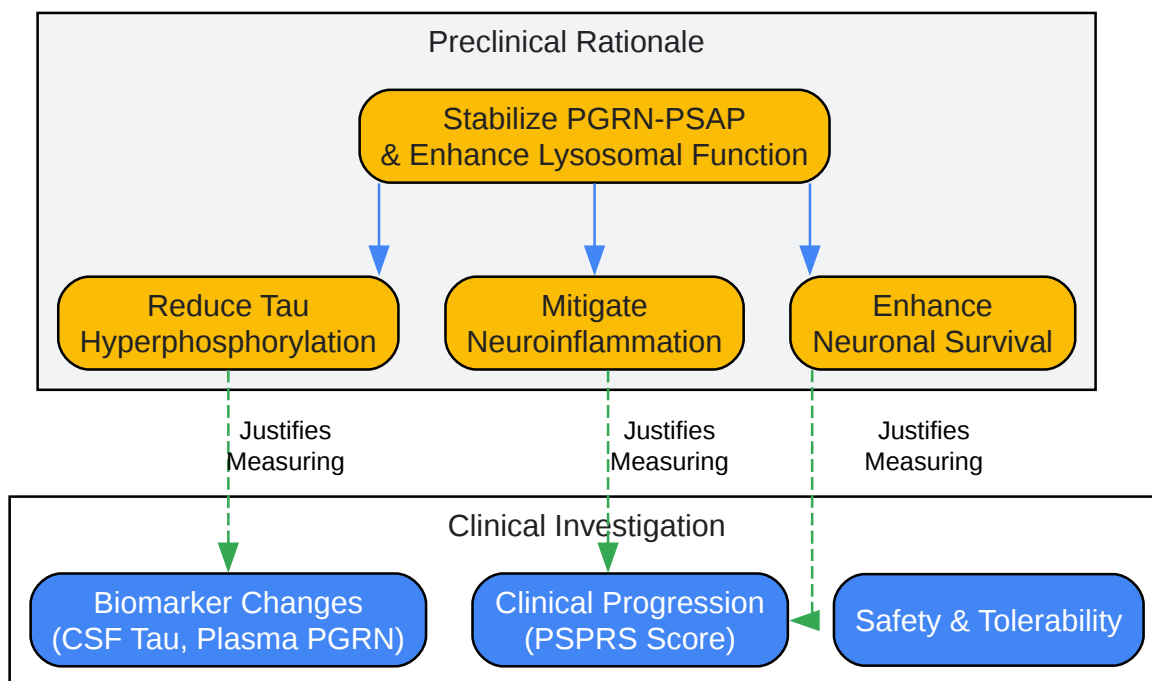 Preclinical Rationale
Stabilize PGRN-PSAP
& Enhance Lysosomal Function
Reduce Tau
Hyperphosphorylation
Mitigate
Neuroinflammation
Enhance
Neuronal Survival
Justifies
Measuring
Justifies
Measuring
Justifies
Measuring
Clinical Investigation
Biomarker Changes
(CSF Tau, Plasma PGRN)
Clinical Progression
(PSPRS Score)
Safety & Tolerability